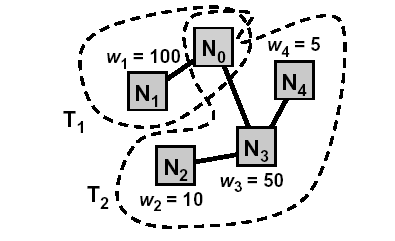 w₁ = 100
N₀
w₄ = 5
N₁
N₄
T₁
N₃
N₂
w₃ = 50
T₂
w₂ = 10